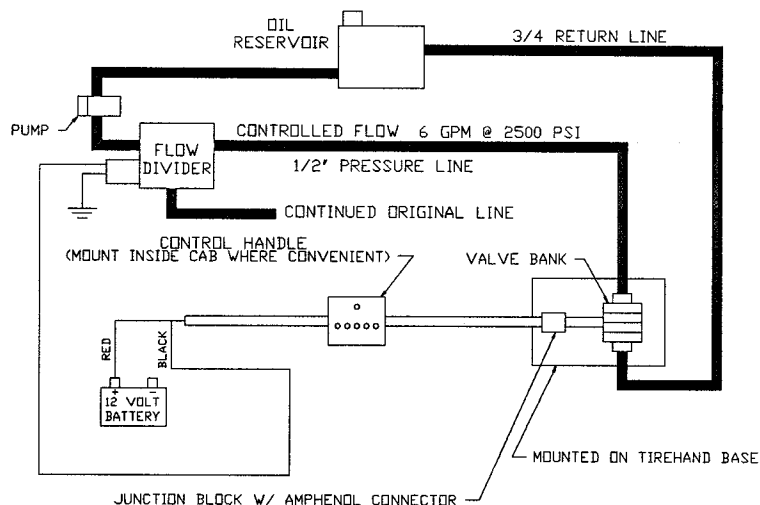 OIL
RESERVOIR
3/4 RETURN LINE
PUMP
FLOW
DIVIDER
CONTROLLED FLOW 6 GPM @ 2500 PSI
1/2" PRESSURE LINE
CONTINUED ORIGINAL LINE
CONTROL HANDLE
(MOUNT INSIDE CAB WHERE CONVENIENT)
VALVE BANK
RED
BLACK
+ -
12 VOLT
BATTERY
MOUNTED ON TIREHAND BASE
JUNCTION BLOCK W/ AMPHENOL CONNECTOR